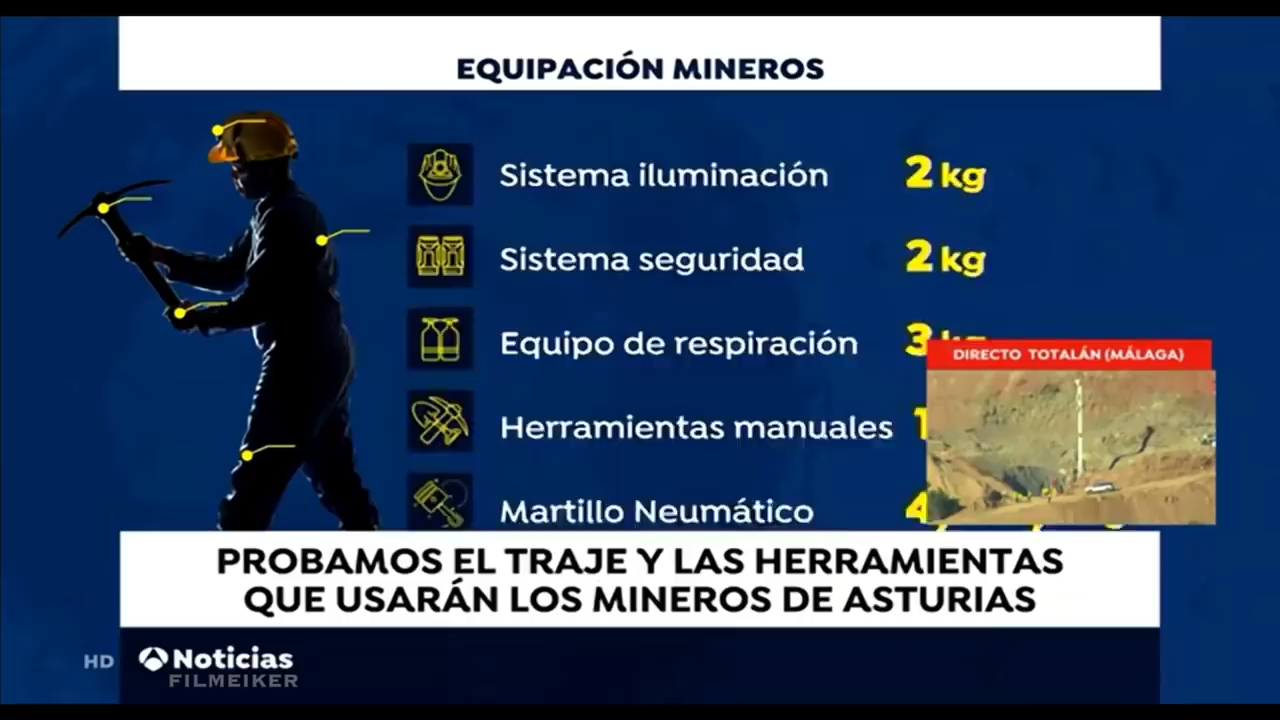 EQUIPACIÓN MINEROS
Sistema iluminación 2 kg
Sistema seguridad 2 kg
Equipo de respiración 3
DIRECTO TOTALÁN (MÁLAGA)
Herramientas manuales
Martillo Neumático
PROBAMOS EL TRAJE Y LAS HERRAMIENTAS
QUE USARÁN LOS MINEROS DE ASTURIAS
HD Noticias
FILMEIKER